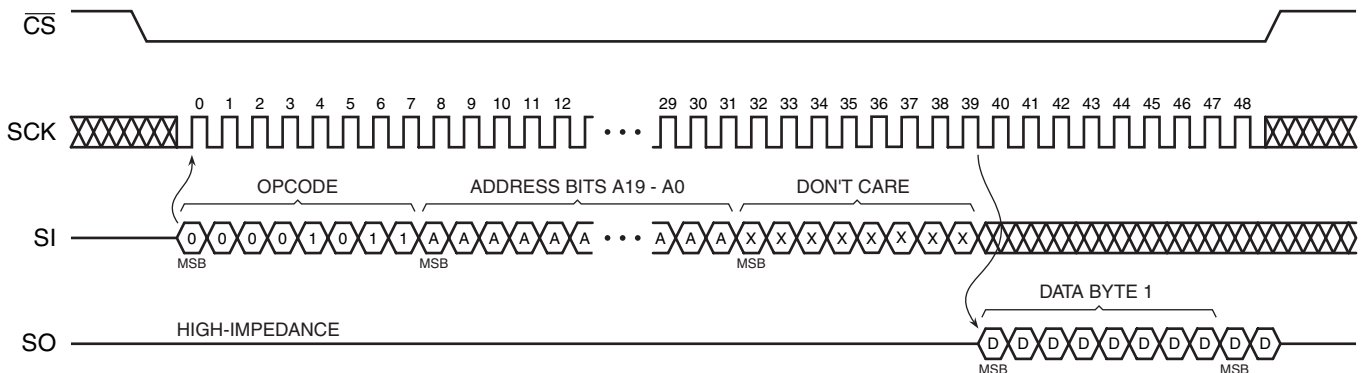 CS
0 1 2 3 4 5 6 7 8 9 10 11 12 29 30 31 32 33 34 35 36 37 38 39 40 41 42 43 44 45 46 47 48
SCK
OPCODE ADDRESS BITS A19 - A0 DON'T CARE
SI 0 0 0 0 1 0 1 1 A A A A A A A A A X X X X X X X X
MSB MSB MSB
DATA BYTE 1
HIGH-IMPEDANCE
SO D D D D D D D D D D
MSB MSB